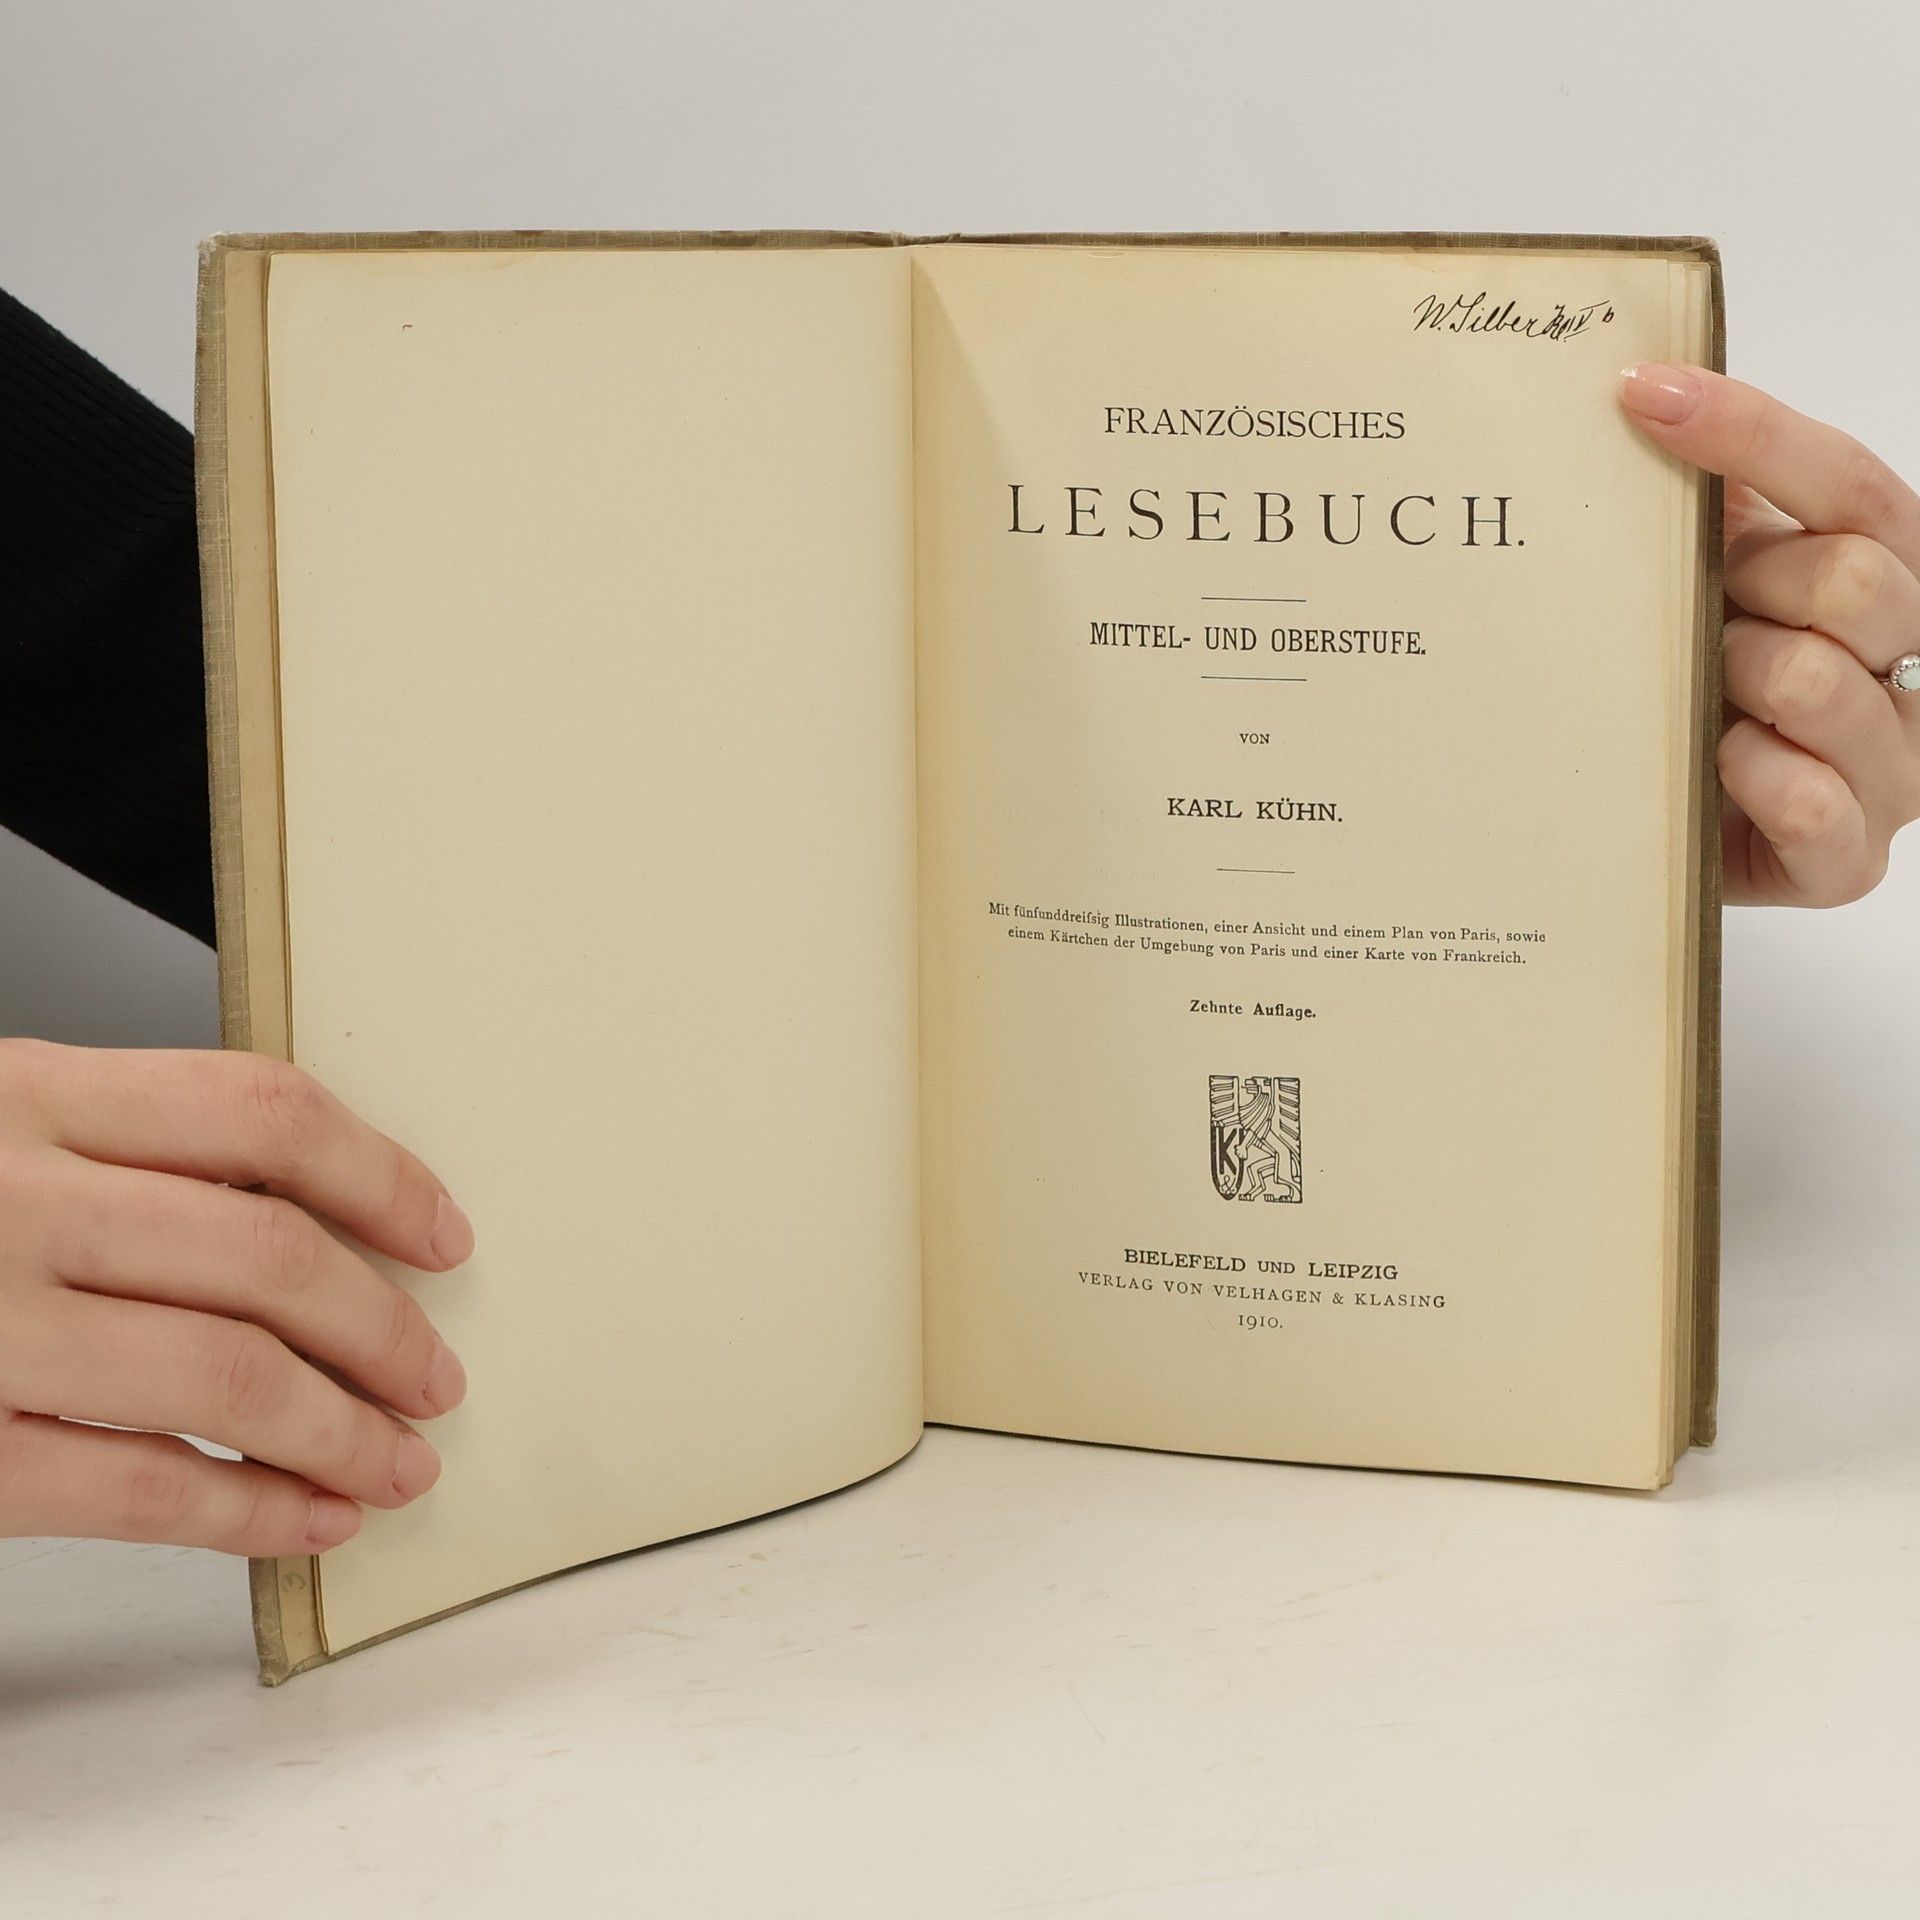 W. Silber
FRANZÖSISCHES
LESEBUCH.
MITTEL- UND OBERSTUFE.
VON
KARL KÜHN.
Mit fünfunddreifsig Illustrationen, einer Ansicht und einem Plan von Paris, sowie
einem Kärtchen der Umgebung von Paris und einer Karte von Frankreich.
Zehnte Auflage.
K
&
BIELEFELD UND LEIPZIG
VERLAG VON VELHAGEN & KLASING
1910.
3